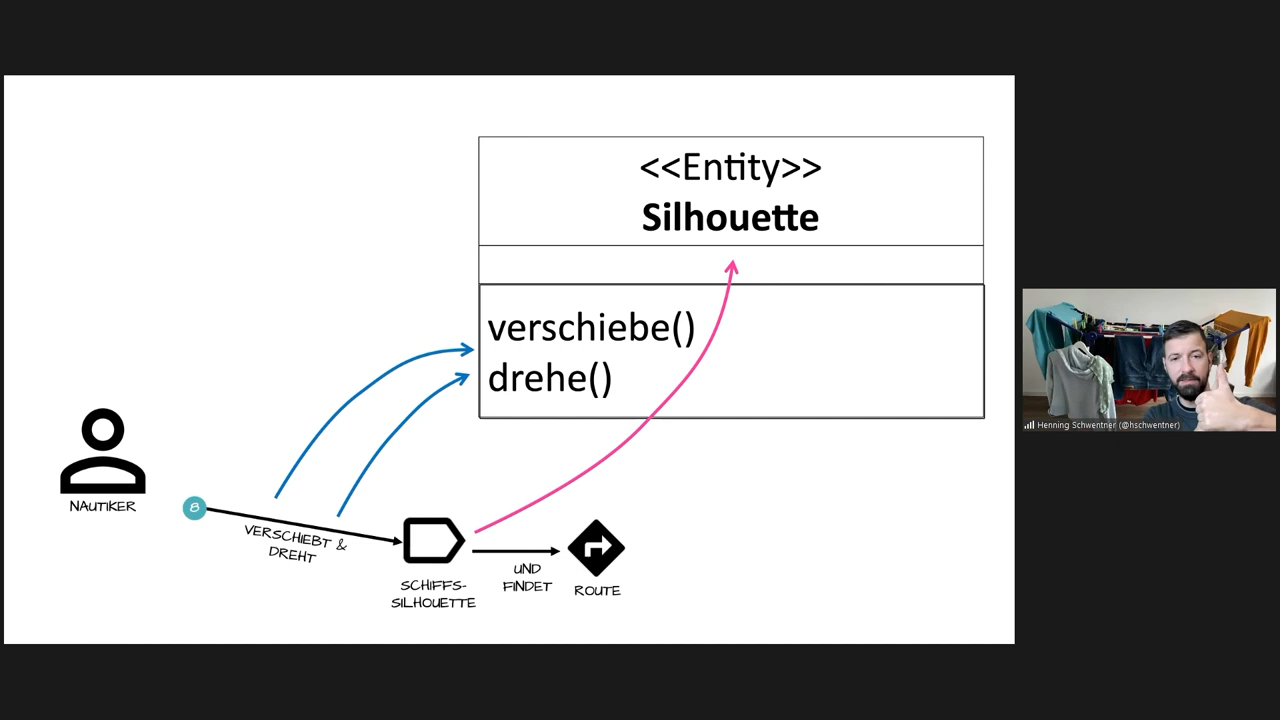 <<Entity>>
Silhouette
verschiebe()
drehe()
NAUTIKER
8
VERSCHIEBT &
DREHT
SCHIFFS-
SILHOUETTE
UND
FINDET
ROUTE
Henning Schwentner (@hschwentner)